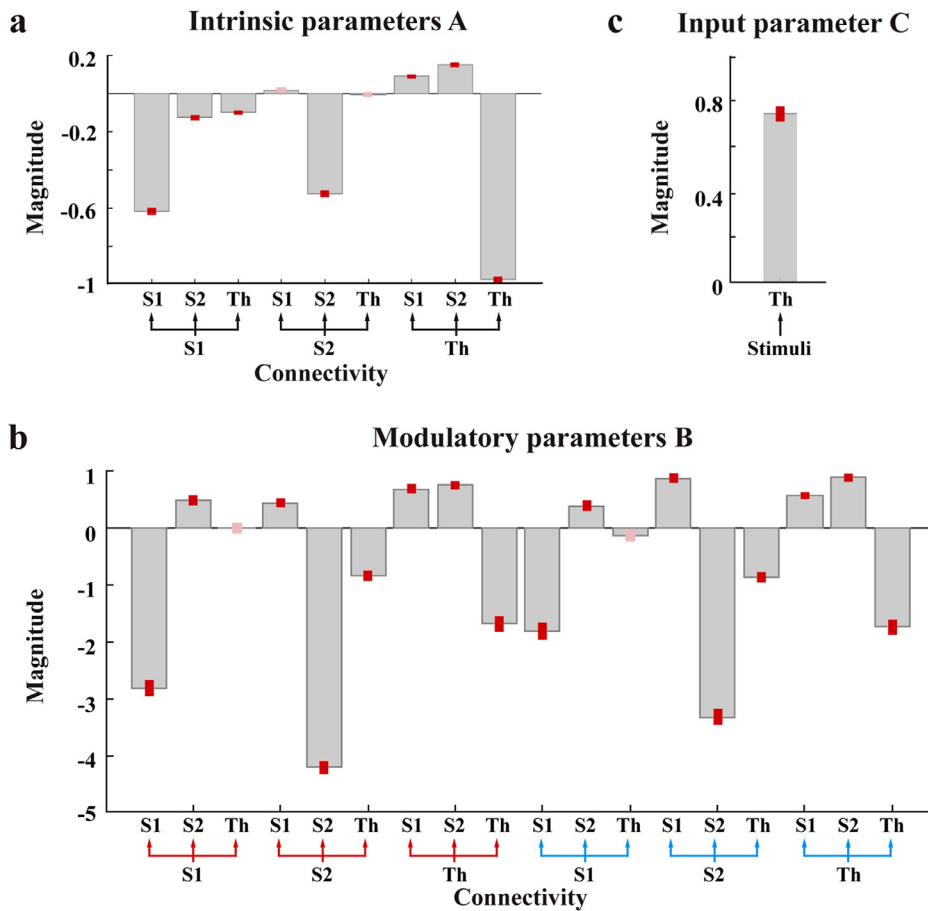 a
Intrinsic parameters A
0.2
-0.2
-0.6
-1
Magnitude
S1 S2 Th S1 S2 Th S1 S2 Th
S1 S2 Th
Connectivity
c
Input parameter C
0.8
0.4
0
Magnitude
Th
Stimuli
b
Modulatory parameters B
1
0
-1
-2
-3
-4
-5
Magnitude
S1 S2 Th S1 S2 Th S1 S2 Th S1 S2 Th S1 S2 Th S1 S2 Th
S1 S2 Th S1 S2 Th
Connectivity